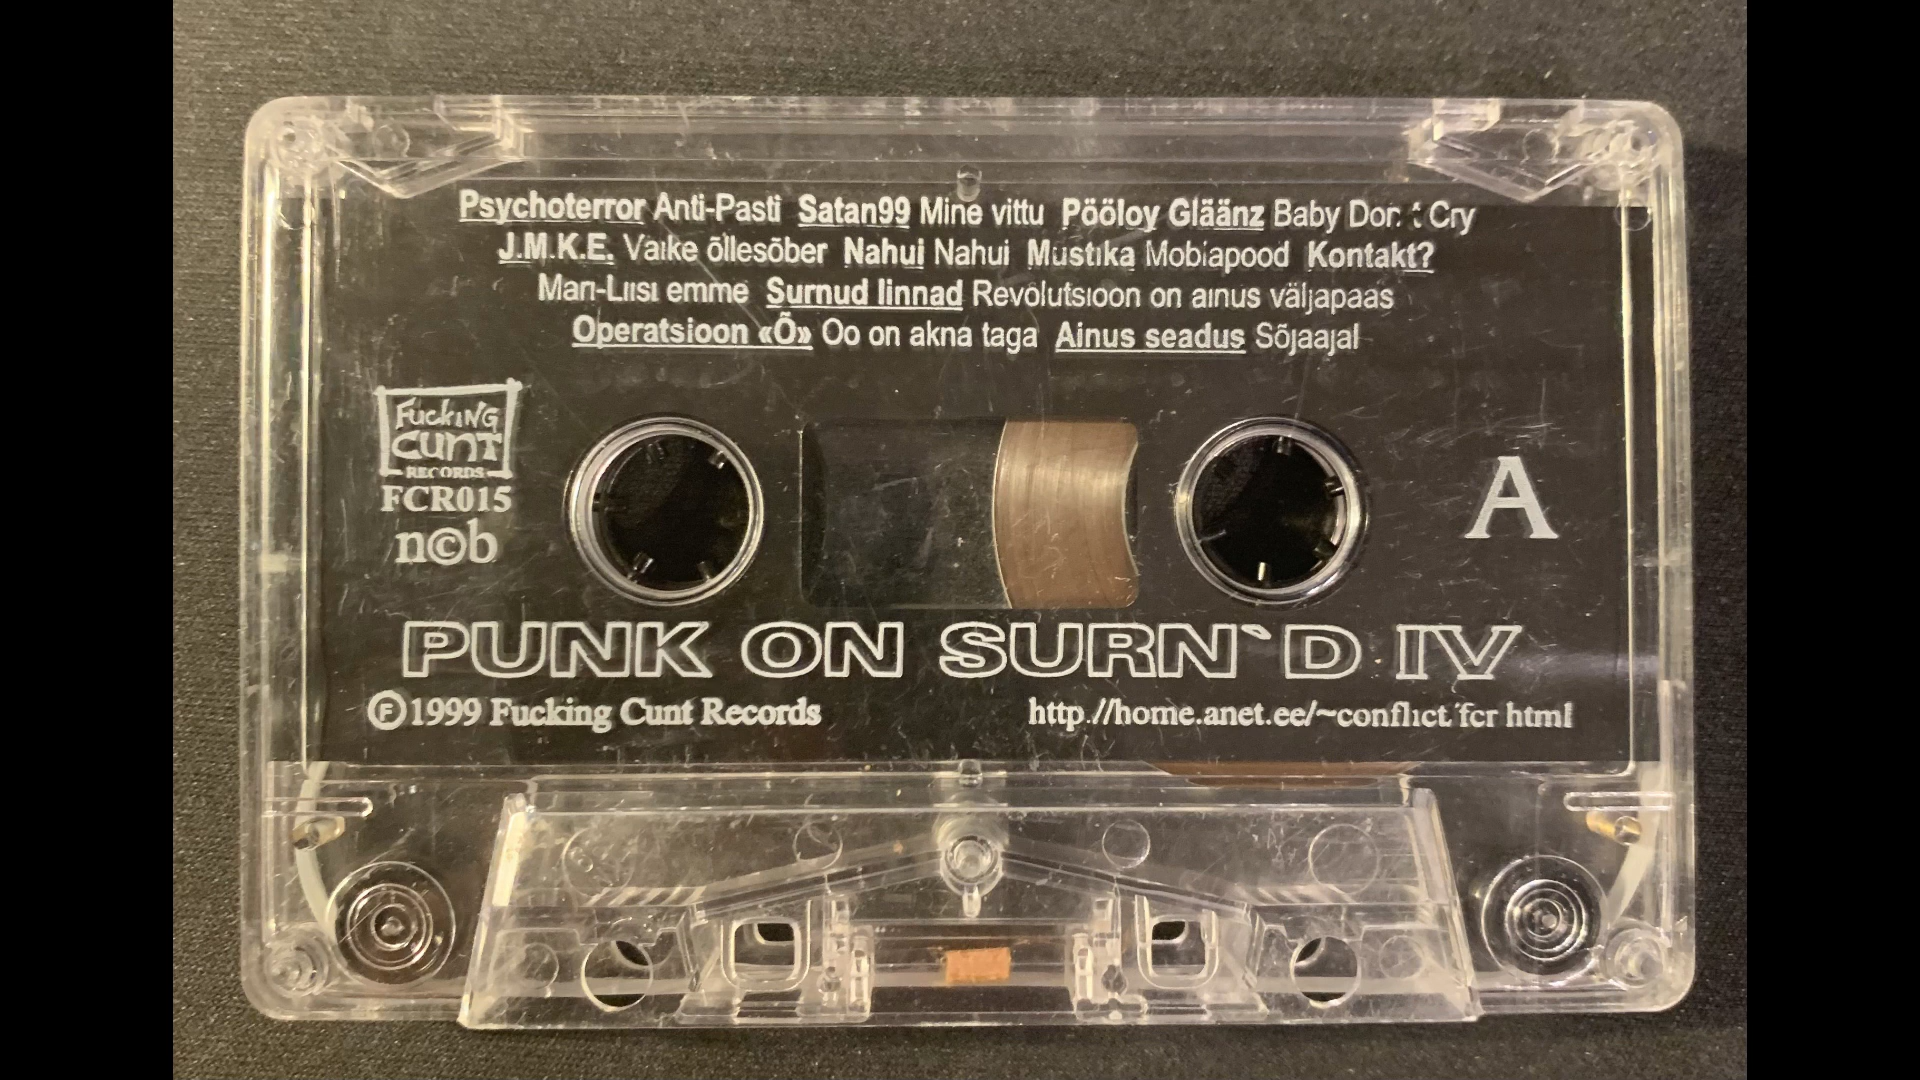 Psychoterror Anti-Pasti Satan99 Mine vittu Pööloy Gläänz Baby Don't Cry
J.M.K.E. Väike õllesõber Nahui Nahui Mustika Mobiapood Kontakt?
Mari-Liisi emme Surnud linnad Revolutsioon on ainus väljapääs
Operatsioon «Õ» Öö on akna taga Ainus seadus Sõjaajal
Fucking
Cunt
RECORDS
FCR015
n©b
A
PUNK ON SURN`D IV
Ⓕ1999 Fucking Cunt Records
http://home.anet.ee/~conflict/fcr.html